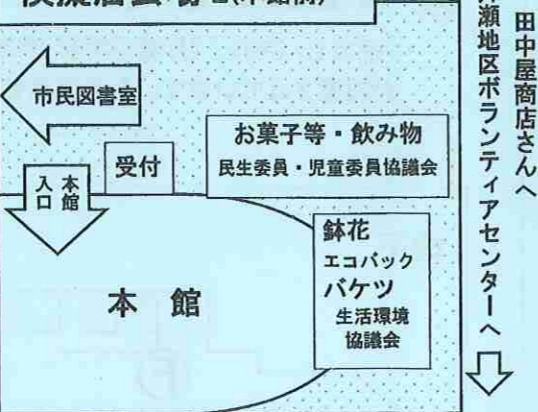 市民図書室
受付
本館
入口
お菓子等・飲み物
民生委員・児童委員協議会
鉢花
エコバック
バケツ
生活環境
協議会
本館
田中屋商店さんへ
瀬地区ボランティアセンターへ